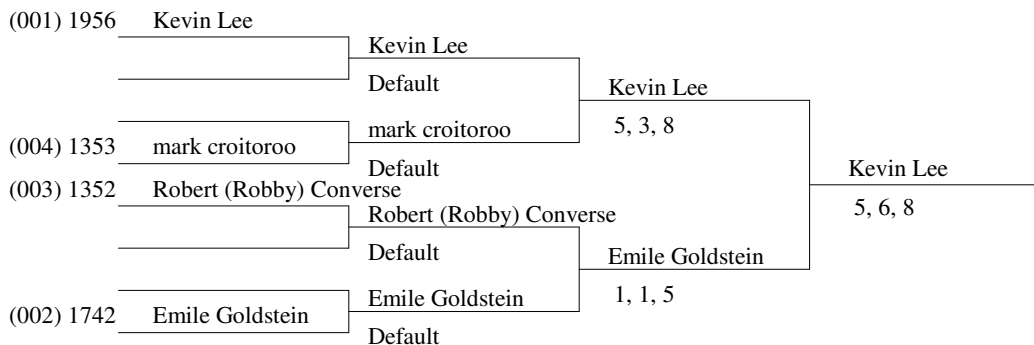 (001) 1956 Kevin Lee
Kevin Lee
Default
Kevin Lee
5, 3, 8
(004) 1353 mark croitoroo
mark croitoroo
Default
Kevin Lee
5, 6, 8
(003) 1352 Robert (Robby) Converse
Robert (Robby) Converse
Default
Emile Goldstein
1, 1, 5
(002) 1742 Emile Goldstein
Emile Goldstein
Default